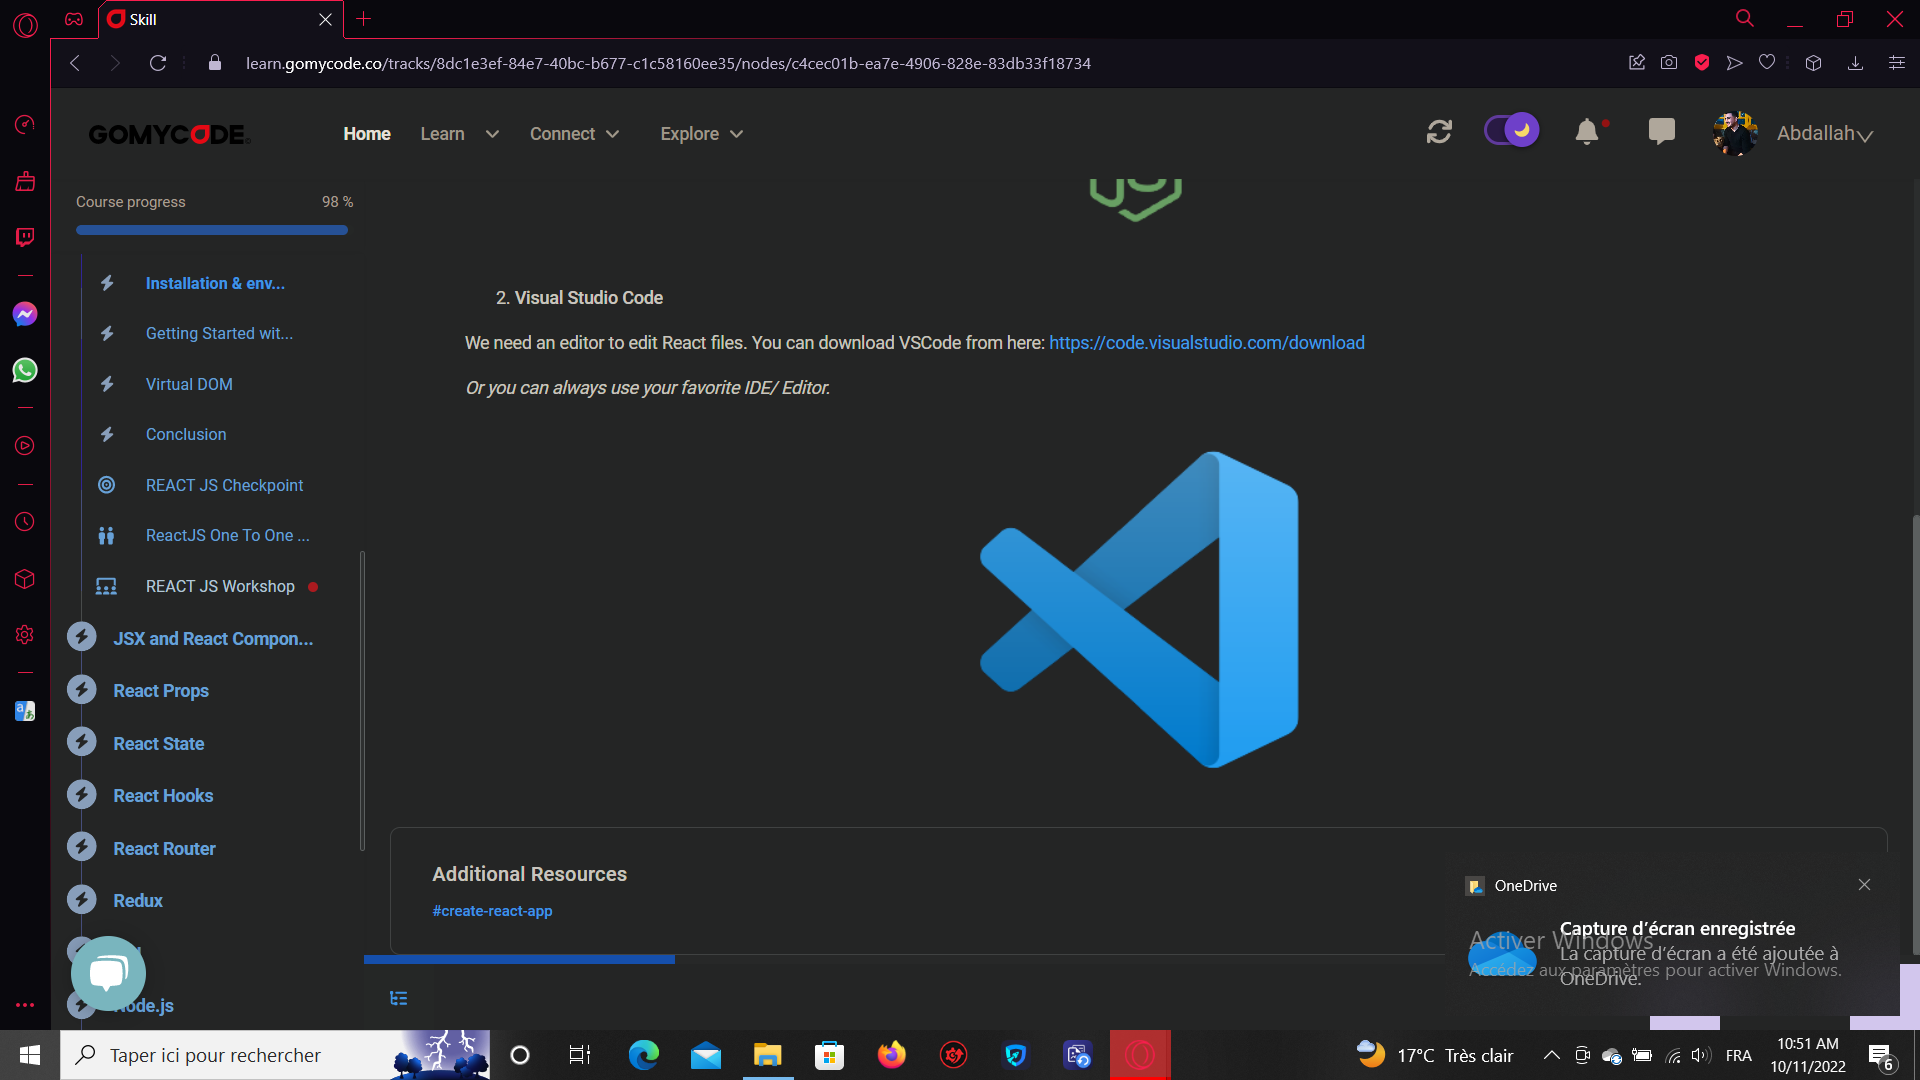 Skill
learn.gomycode.co/tracks/8dc1e3ef-84e7-40bc-b677-c1c58160ee35/nodes/c4cec01b-ea7e-4906-828e-83db33f18734
GOMYCODE
Home
Learn
Connect
Explore
Abdallah
Course progress
98 %
Installation & env...
Getting Started wit...
Virtual DOM
Conclusion
REACT JS Checkpoint
ReactJS One To One ...
REACT JS Workshop
JSX and React Compon...
React Props
React State
React Hooks
React Router
Redux
ode.js
2. Visual Studio Code
We need an editor to edit React files. You can download VSCode from here: https://code.visualstudio.com/download
Or you can always use your favorite IDE/ Editor.
Additional Resources
#create-react-app
OneDrive
Capture d'écran enregistrée
La capture d'écran a été ajoutée à
OneDrive.
Activer Windows
Accédez aux paramètres pour activer Windows.
Taper ici pour rechercher
17°C Très clair
FRA
10:51 AM
10/11/2022
6